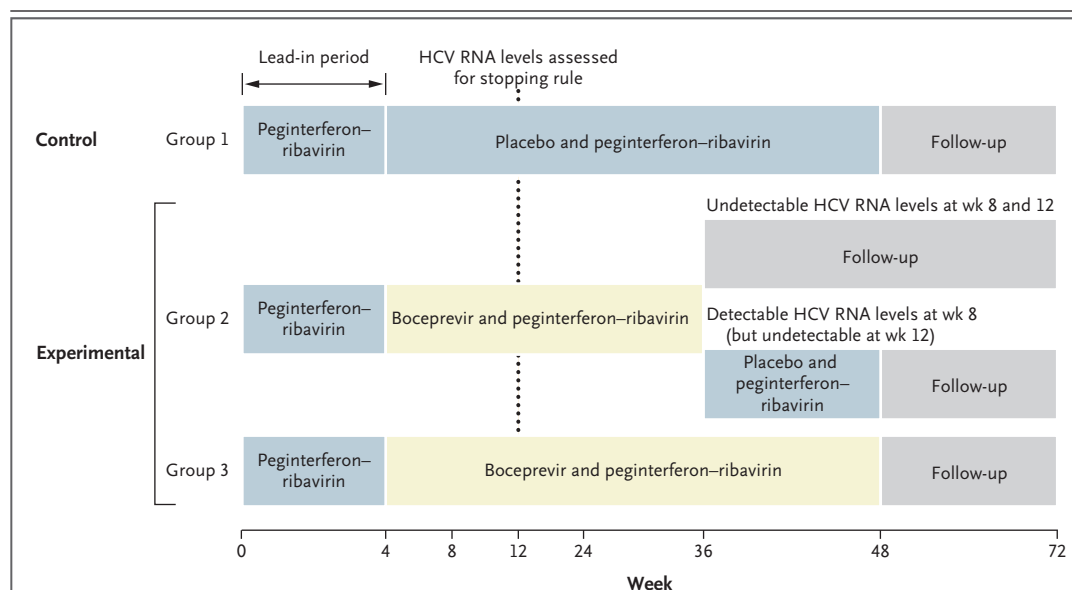 Lead-in period
HCV RNA levels assessed
for stopping rule
Control
Group 1
Peginterferon–
ribavirin
Placebo and peginterferon–ribavirin
Follow-up
Undetectable HCV RNA levels at wk 8 and 12
Follow-up
Experimental
Group 2
Peginterferon–
ribavirin
Boceprevir and peginterferon–ribavirin
Detectable HCV RNA levels at wk 8
(but undetectable at wk 12)
Placebo and
peginterferon–
ribavirin
Follow-up
Group 3
Peginterferon–
ribavirin
Boceprevir and peginterferon–ribavirin
Follow-up
0 4 8 12 24 36 48 72
Week